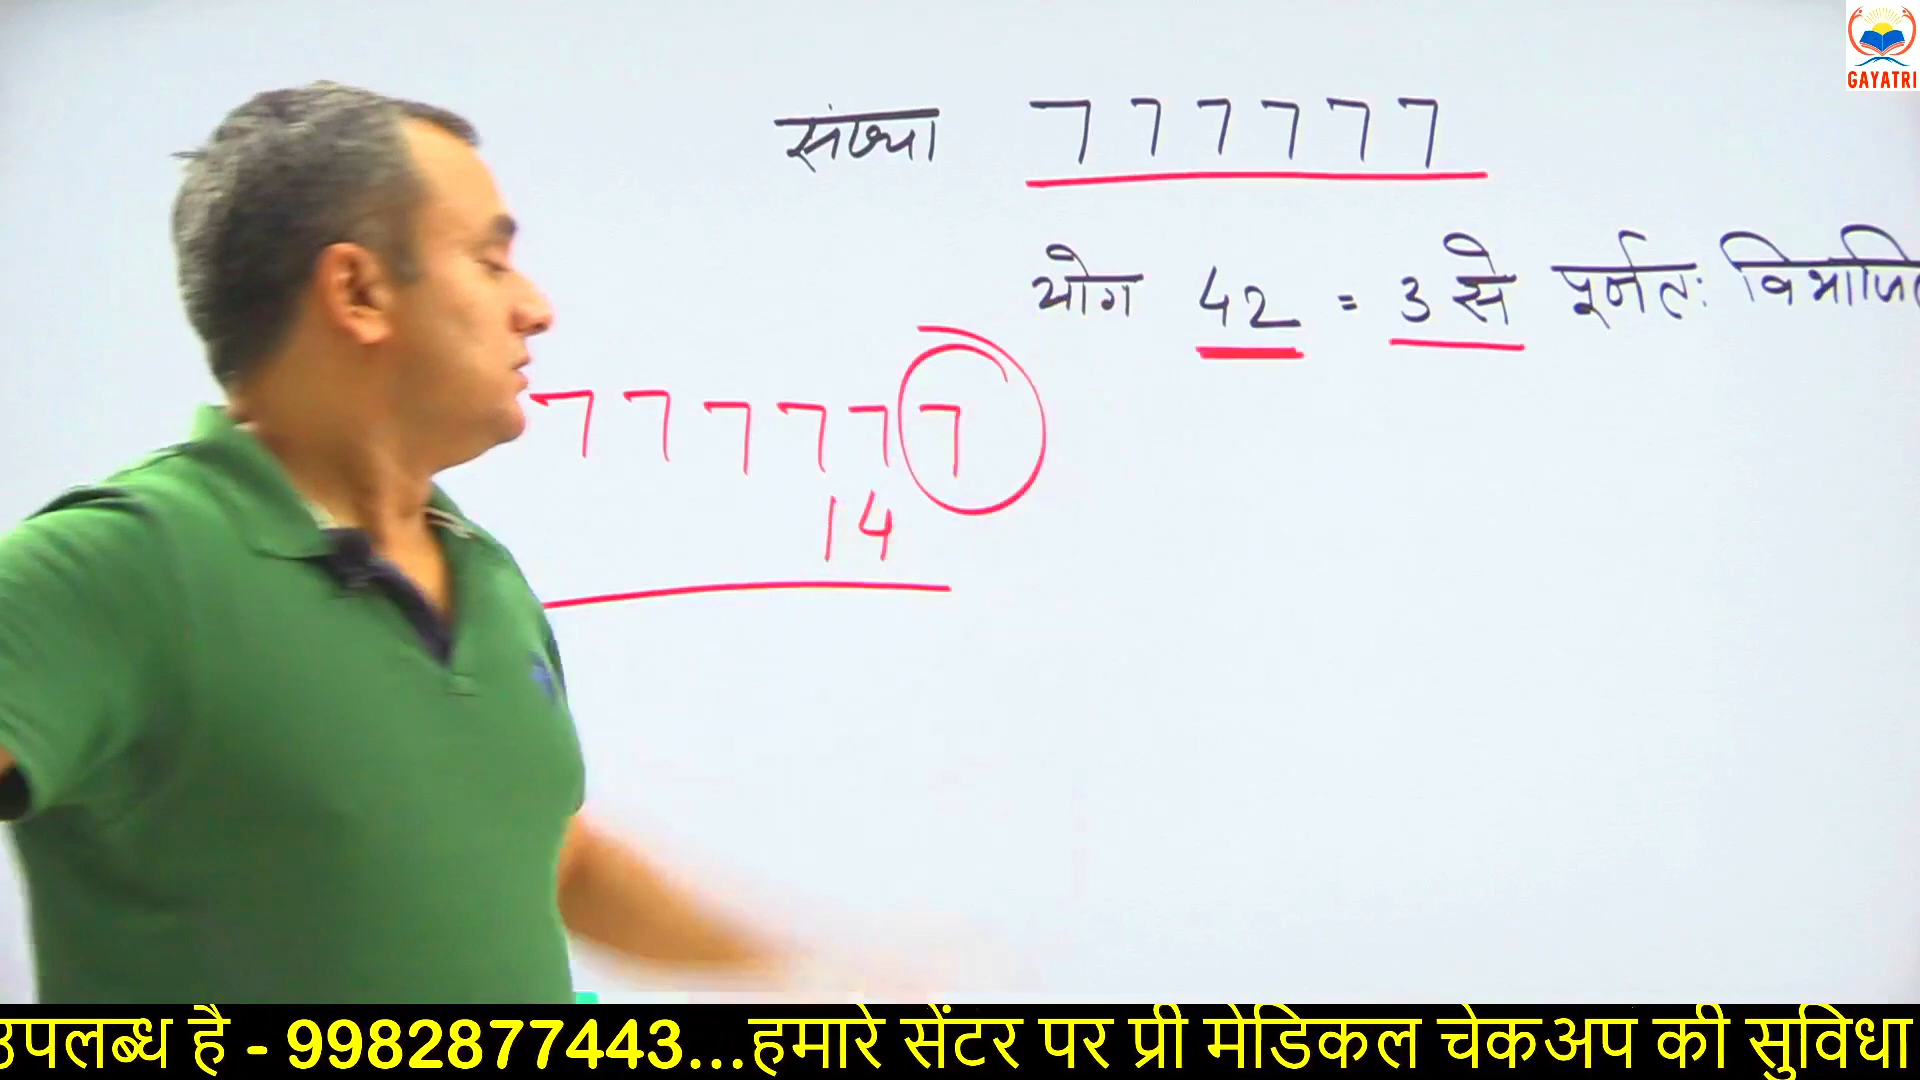 GAYATRI
संख्या 777777
योग 42 = 3 से पूर्णतः विभाजित
777777
14
उपलब्ध है - 9982877443...हमारे सेंटर पर प्री मेडिकल चेकअप की सुविधा